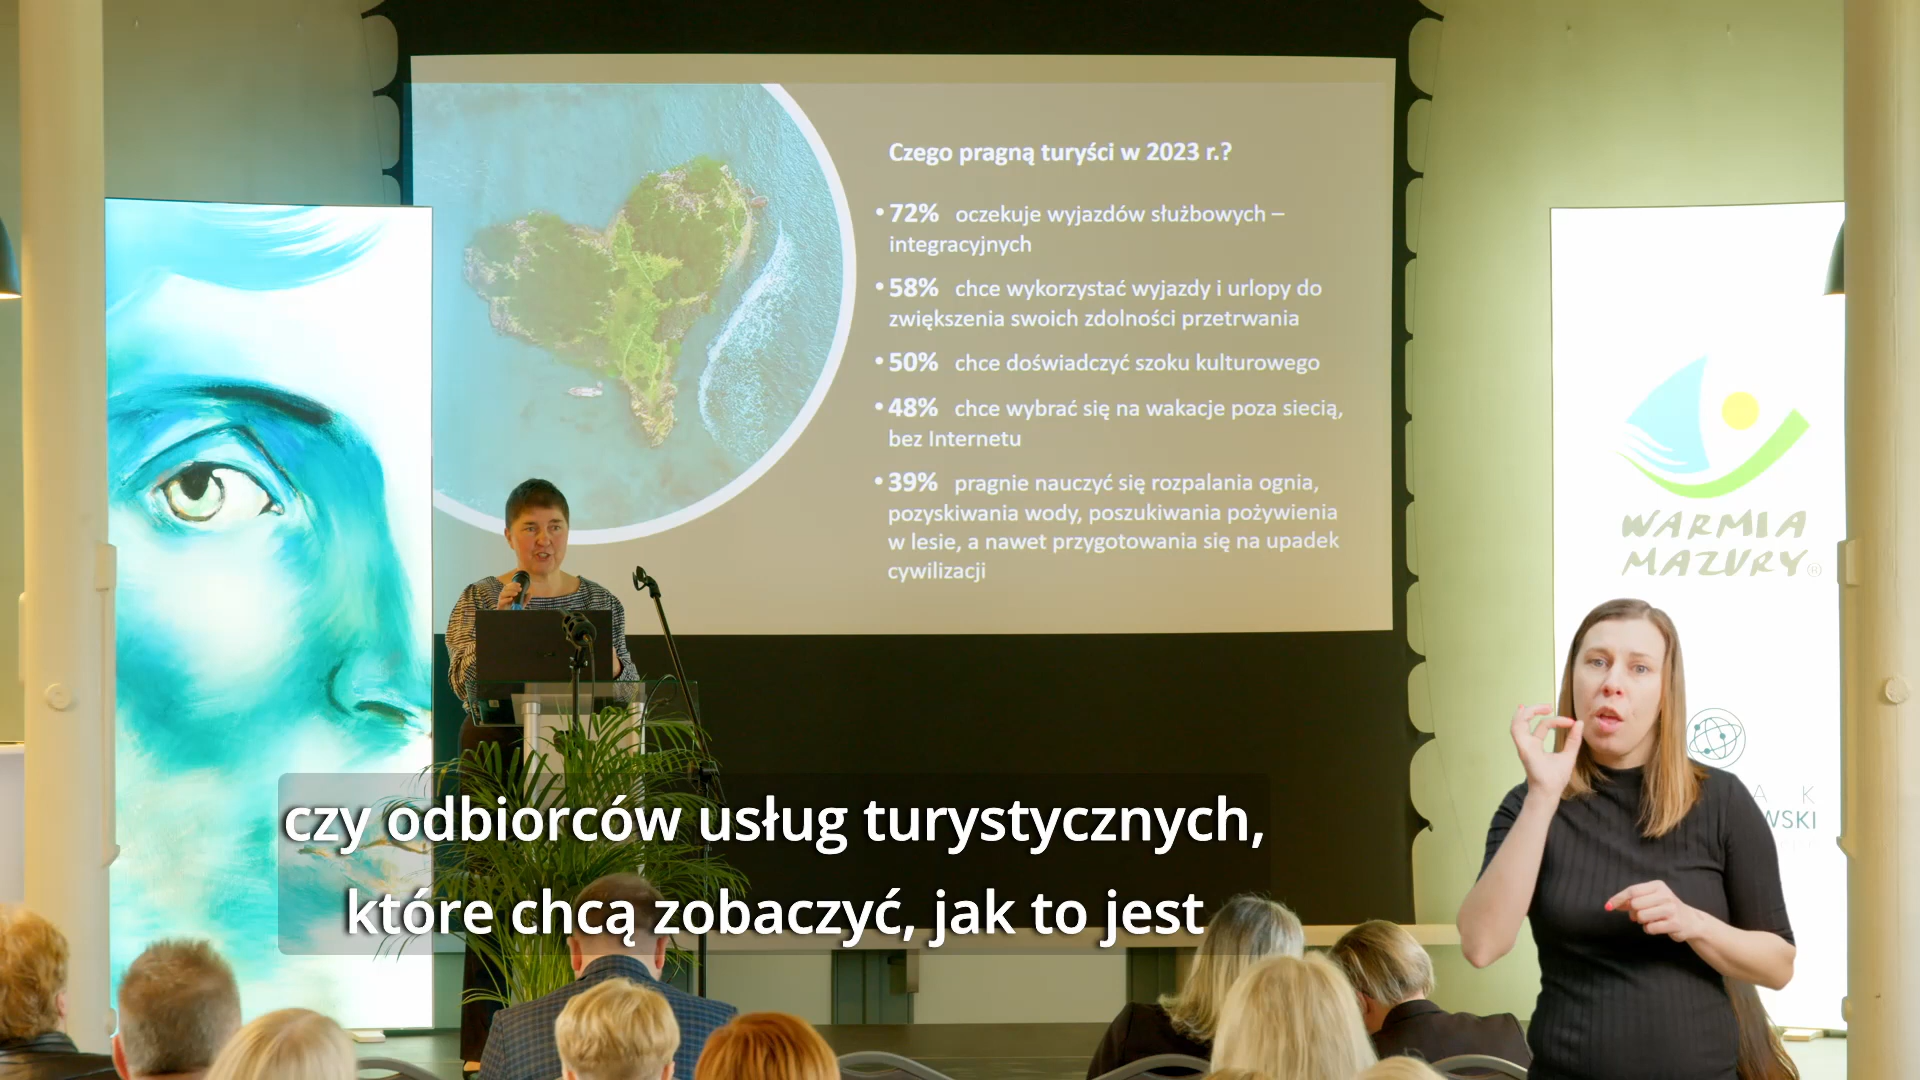 Czego pragną turyści w 2023 r.?
• 72% oczekuje wyjazdów służbowych –
integracyjnych
• 58% chce wykorzystać wyjazdy i urlopy do
zwiększenia swoich zdolności przetrwania
• 50% chce doświadczyć szoku kulturowego
• 48% chce wybrać się na wakacje poza siecią,
bez Internetu
• 39% pragnie nauczyć się rozpalania ognia,
pozyskiwania wody, poszukiwania pożywienia
w lesie, a nawet przygotowania się na upadek
cywilizacji
WARMIA
MAZURY®
czy odbiorców usług turystycznych,
które chcą zobaczyć, jak to jest